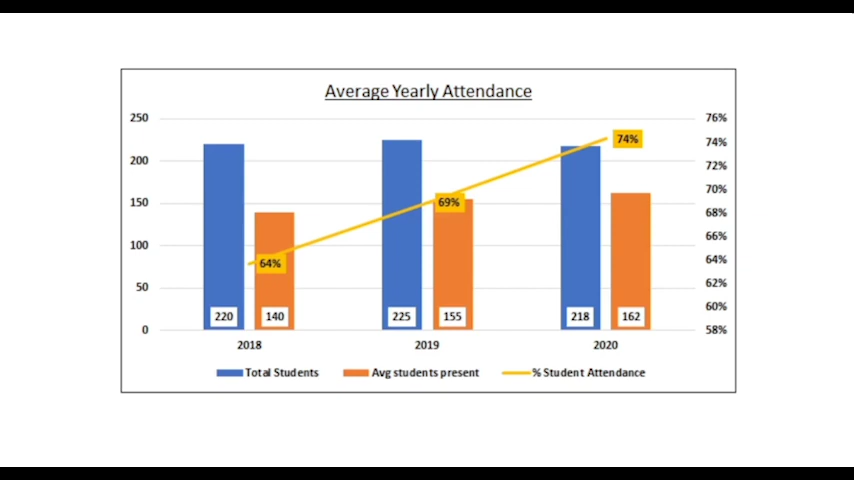 Average Yearly Attendance
250 76%
74% 74%
200 72%
70%
150 69% 68%
100 66%
64% 64%
50 62%
220 140 225 155 218 162 60%
0 58%
2018 2019 2020
Total Students Avg students present % Student Attendance